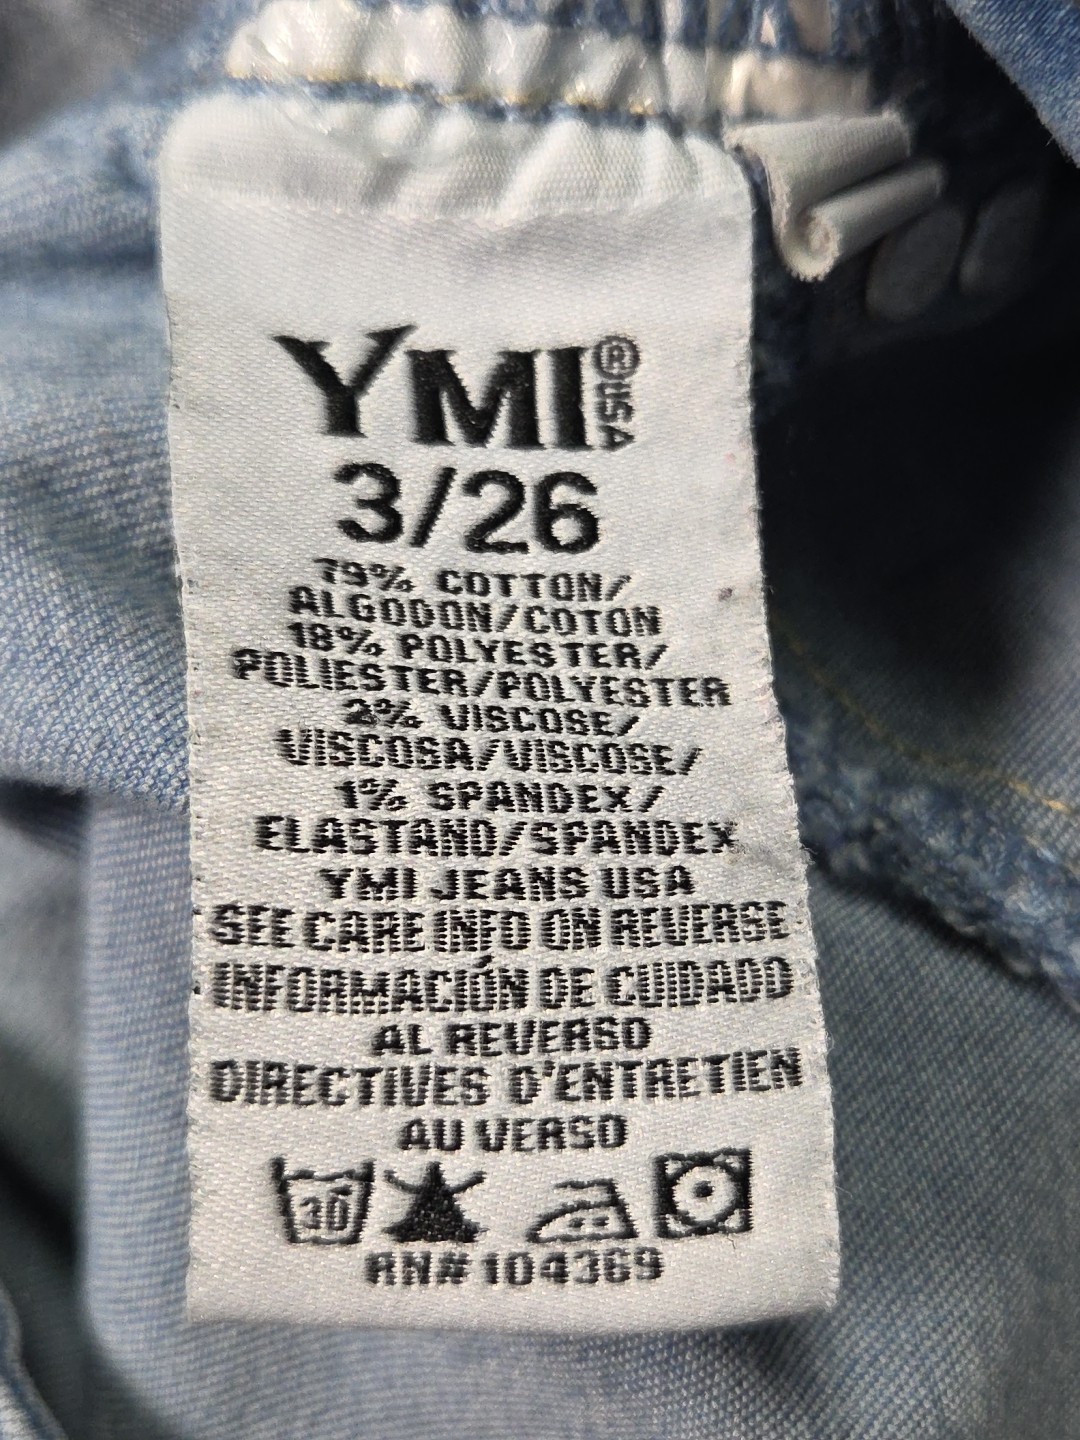 YMI® USA
3/26
79% COTTON/
ALGODON/COTON
18% POLYESTER/
POLIESTER/POLYESTER
2% VISCOSE/
VISCOSA/VISCOSE/
1% SPANDEX/
ELASTAND/SPANDEX
YMI JEANS USA
SEE CARE INFO ON REVERSE
INFORMACIÓN DE CUIDADO
AL REVERSO
DIRECTIVES D'ENTRETIEN
AU VERSO
30
RN# 104369